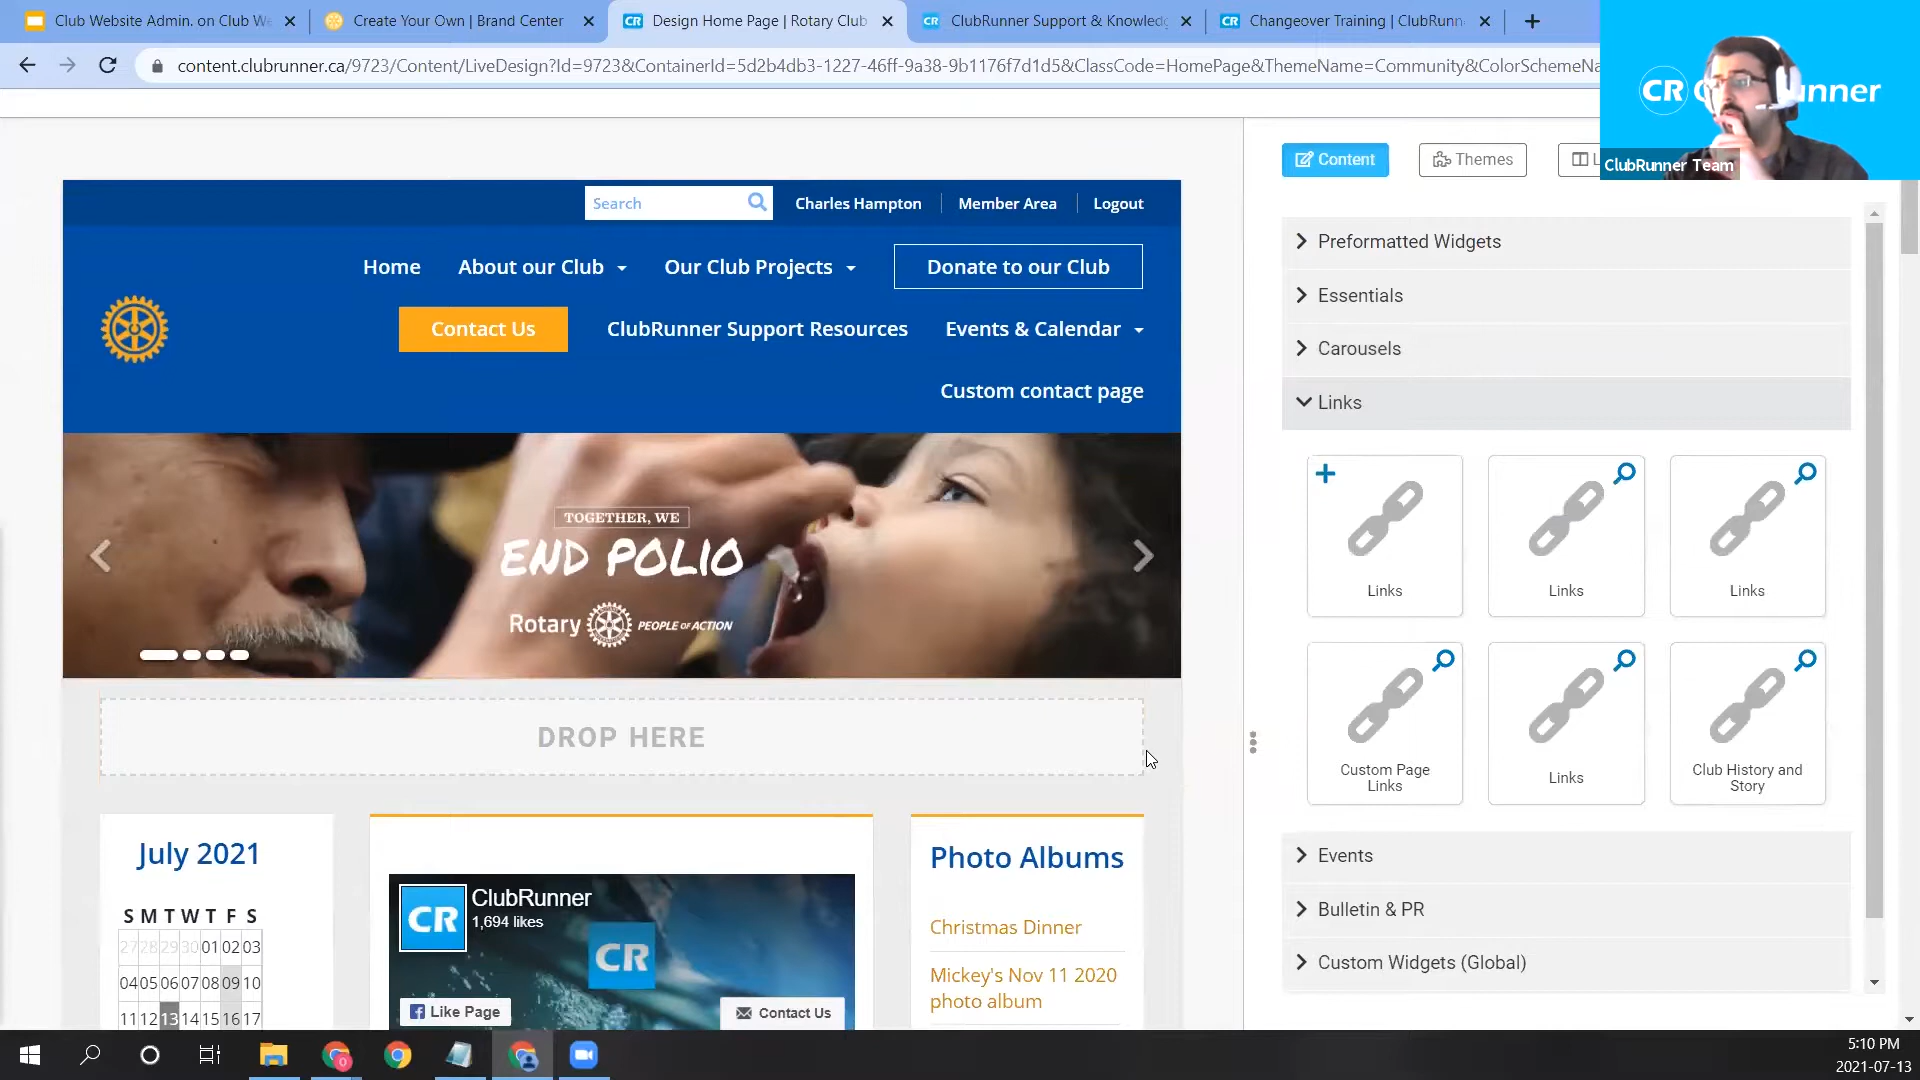 Club Website Admin. on Club We
Create Your Own | Brand Center
CR Design Home Page | Rotary Club
CR ClubRunner Support & Knowledg
CR Changeover Training | ClubRunn
content.clubrunner.ca/9723/Content/LiveDesign?Id=9723&ContainerId=5d2b4db3-1227-46ff-9a38-9b1176f7d1d5&ClassCode=HomePage&ThemeName=Community&ColorSchemeNa
CR C unner
ClubRunner Team
Content
Themes
L
Search
Charles Hampton
Member Area
Logout
Home
About our Club
Our Club Projects
Donate to our Club
Contact Us
ClubRunner Support Resources
Events & Calendar
Custom contact page
TOGETHER, WE
END POLIO
Rotary PEOPLE OF ACTION
DROP HERE
July 2021
S M T W T F S
27 28 29 30 01 02 03
04 05 06 07 08 09 10
11 12 13 14 15 16 17
CR
ClubRunner
1,694 likes
CR
Like Page
Contact Us
Photo Albums
Christmas Dinner
Mickey's Nov 11 2020
photo album
Preformatted Widgets
Essentials
Carousels
Links
Links
Links
Links
Custom Page
Links
Links
Club History and
Story
Events
Bulletin & PR
Custom Widgets (Global)
5:10 PM
2021-07-13